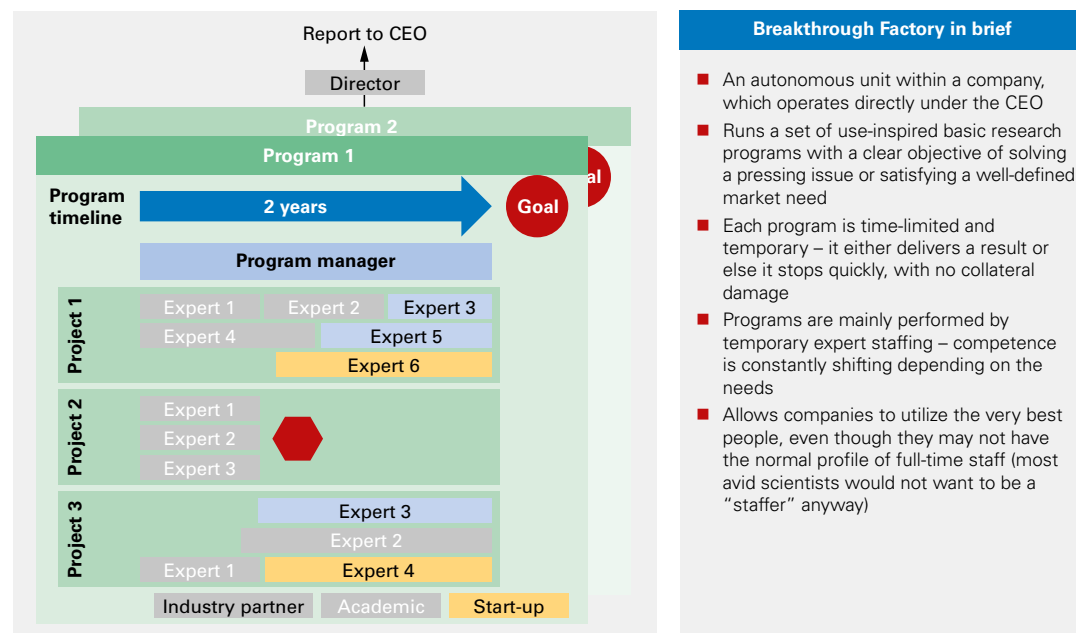 Report to CEO
Director
Program 2
Program 1
al
Program
timeline
2 years
Goal
Program manager
Project 1
Expert 1
Expert 2
Expert 3
Expert 4
Expert 5
Expert 6
Project 2
Expert 1
Expert 2
Expert 3
Project 3
Expert 3
Expert 2
Expert 1
Expert 4
Industry partner
Academic
Start-up
Breakthrough Factory in brief
An autonomous unit within a company,
which operates directly under the CEO
Runs a set of use-inspired basic research
programs with a clear objective of solving
a pressing issue or satisfying a well-defined
market need
Each program is time-limited and
temporary – it either delivers a result or
else it stops quickly, with no collateral
damage
Programs are mainly performed by
temporary expert staffing – competence
is constantly shifting depending on the
needs
Allows companies to utilize the very best
people, even though they may not have
the normal profile of full-time staff (most
avid scientists would not want to be a
“staffer” anyway)